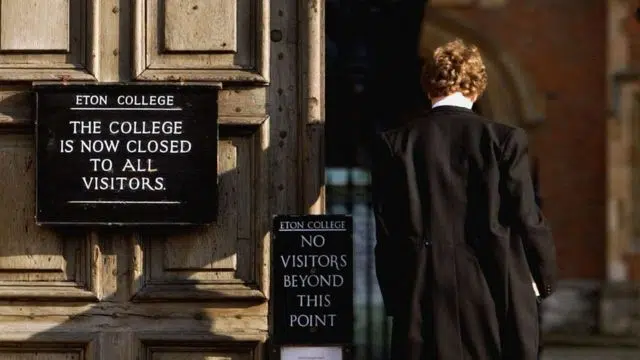 ETON COLLEGE
THE COLLEGE
IS NOW CLOSED
TO ALL
VISITORS.
ETON COLLEGE
NO
VISITORS
BEYOND
THIS
POINT